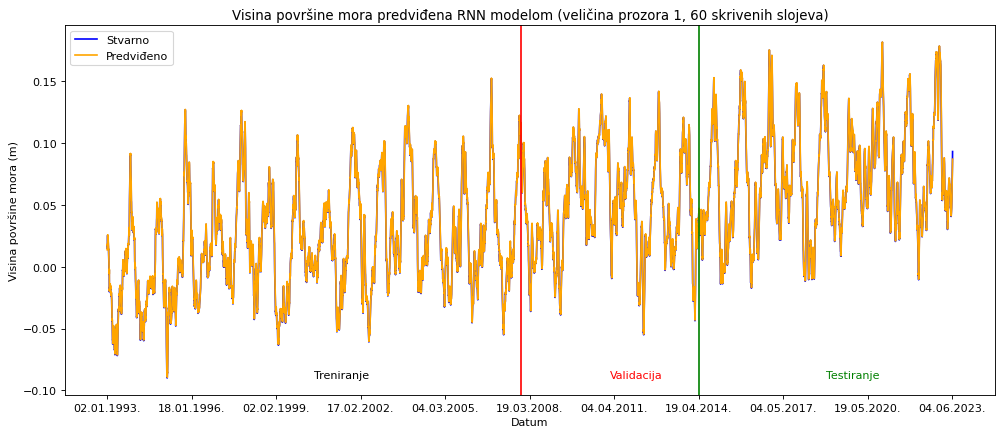 Visina površine mora predviđena RNN modelom (veličina prozora 1, 60 skrivenih slojeva)
Stvarno
Predviđeno
Visina površine mora (m)
0.15
0.10
0.05
0.00
−0.05
−0.10
Treniranje
Validacija
Testiranje
02.01.1993. 18.01.1996. 02.02.1999. 17.02.2002. 04.03.2005. 19.03.2008. 04.04.2011. 19.04.2014. 04.05.2017. 19.05.2020. 04.06.2023.
Datum